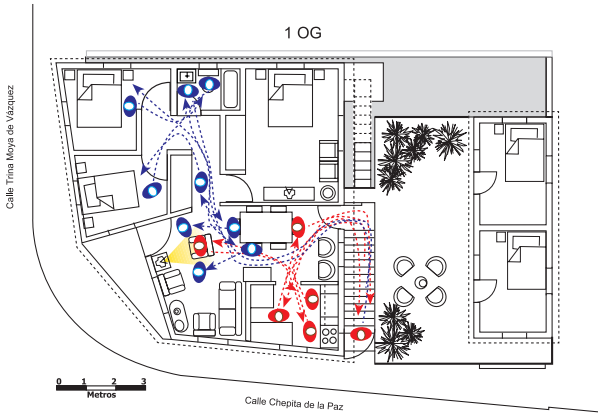 1 OG
Calle Trina Moya de Vázquez
0 1 2 3
Metros
Calle Chepita de la Paz